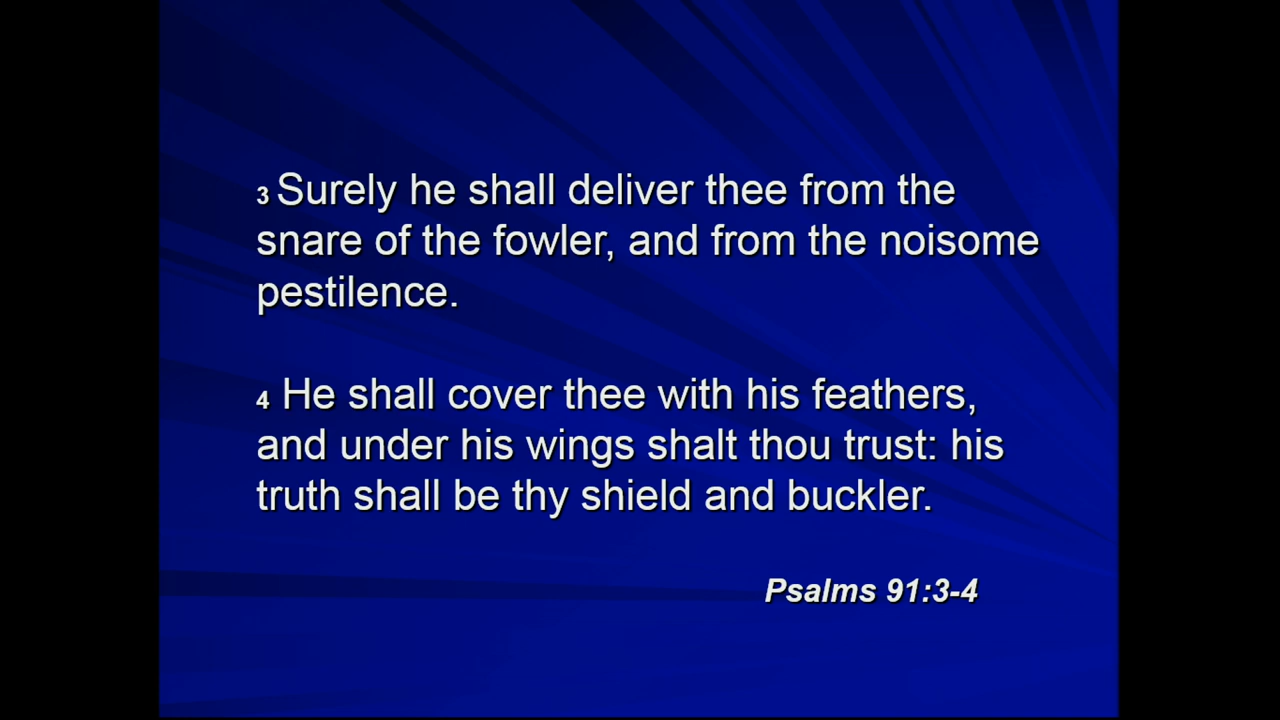 3 Surely he shall deliver thee from the
snare of the fowler, and from the noisome
pestilence.
4 He shall cover thee with his feathers,
and under his wings shalt thou trust: his
truth shall be thy shield and buckler.
Psalms 91:3-4